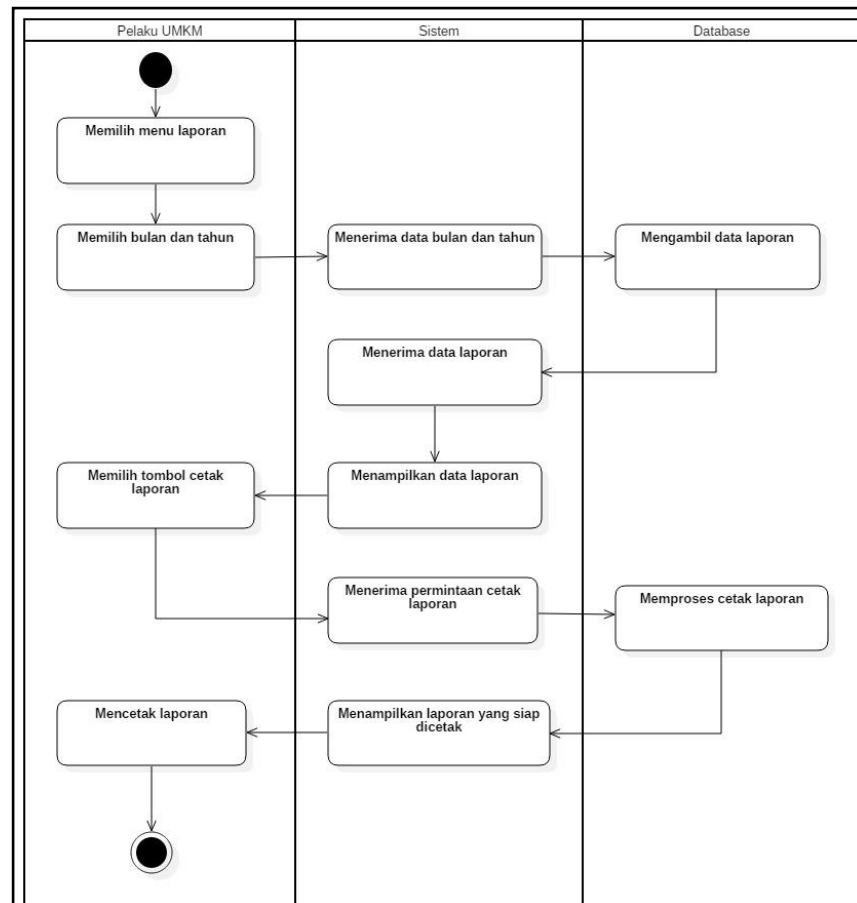 Pelaku UMKM
Sistem
Database
Memilih menu laporan
Memilih bulan dan tahun
Menerima data bulan dan tahun
Mengambil data laporan
Menerima data laporan
Memilih tombol cetak
laporan
Menampilkan data laporan
Menerima permintaan cetak
laporan
Memproses cetak laporan
Mencetak laporan
Menampilkan laporan yang siap
dicetak